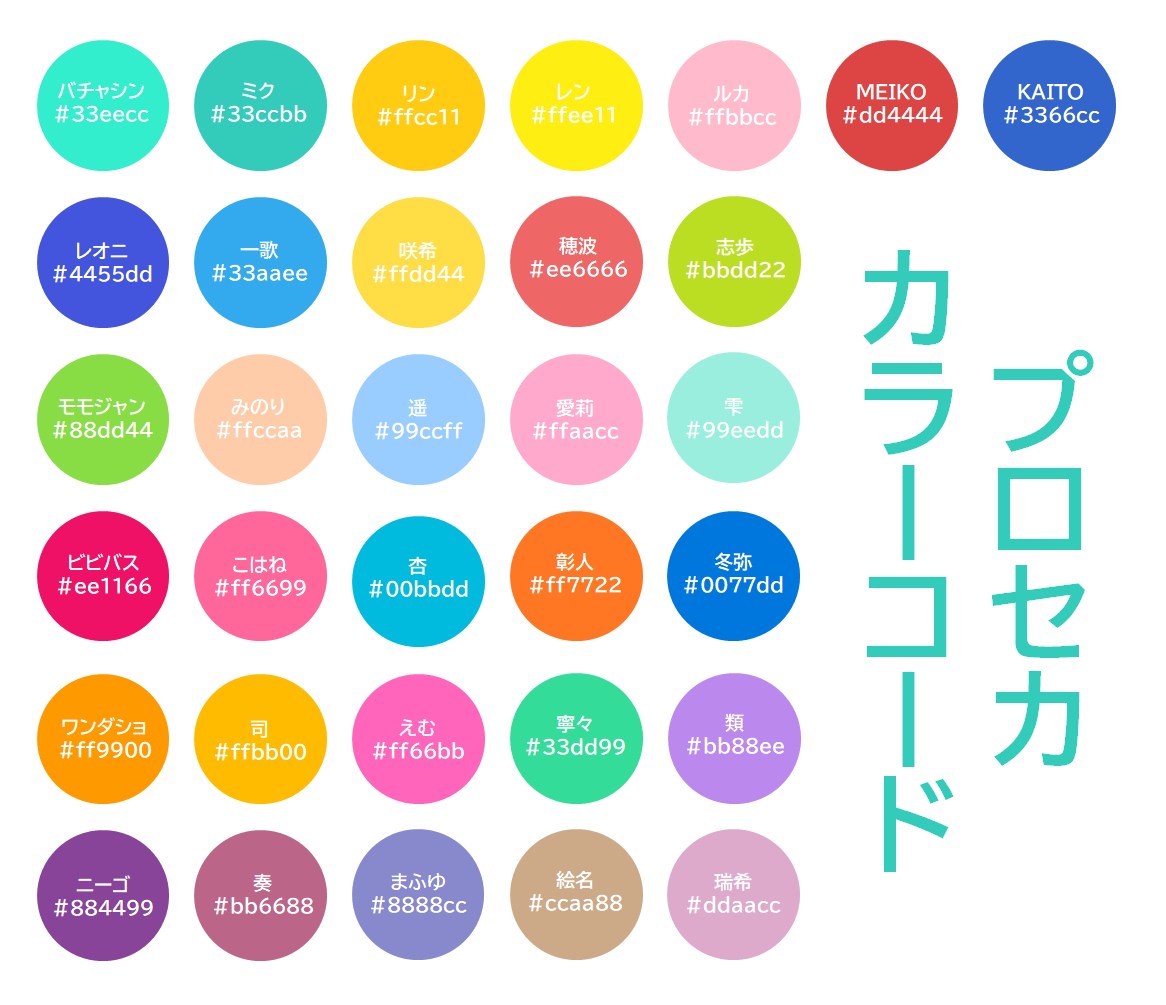 バチャシン
#33eecc
ミク
#33ccbb
リン
#ffcc11
レン
#ffee11
ルカ
#ffbbcc
MEIKO
#dd4444
KAITO
#3366cc
レオニ
#4455dd
一歌
#33aaee
咲希
#ffdd44
穂波
#ee6666
志歩
#bbdd22
モモジャン
#88dd44
みのり
#ffccaa
遥
#99ccff
愛莉
#ffaacc
雫
#99eedd
ビビバス
#ee1166
こはね
#ff6699
杏
#00bbdd
彰人
#ff7722
冬弥
#0077dd
ワンダショ
#ff9900
司
#ffbb00
えむ
#ff66bb
寧々
#33dd99
類
#bb88ee
ニーゴ
#884499
奏
#bb6688
まふゆ
#8888cc
絵名
#ccaa88
瑞希
#ddaacc
プロセカ
カラーコード